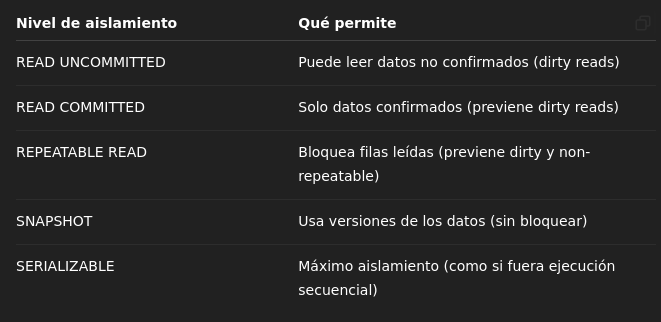 Nivel de aislamiento Qué permite
READ UNCOMMITTED Puede leer datos no confirmados (dirty reads)
READ COMMITTED Solo datos confirmados (previene dirty reads)
REPEATABLE READ Bloquea filas leídas (previene dirty y non-
repeatable)
SNAPSHOT Usa versiones de los datos (sin bloquear)
SERIALIZABLE Máximo aislamiento (como si fuera ejecución
secuencial)